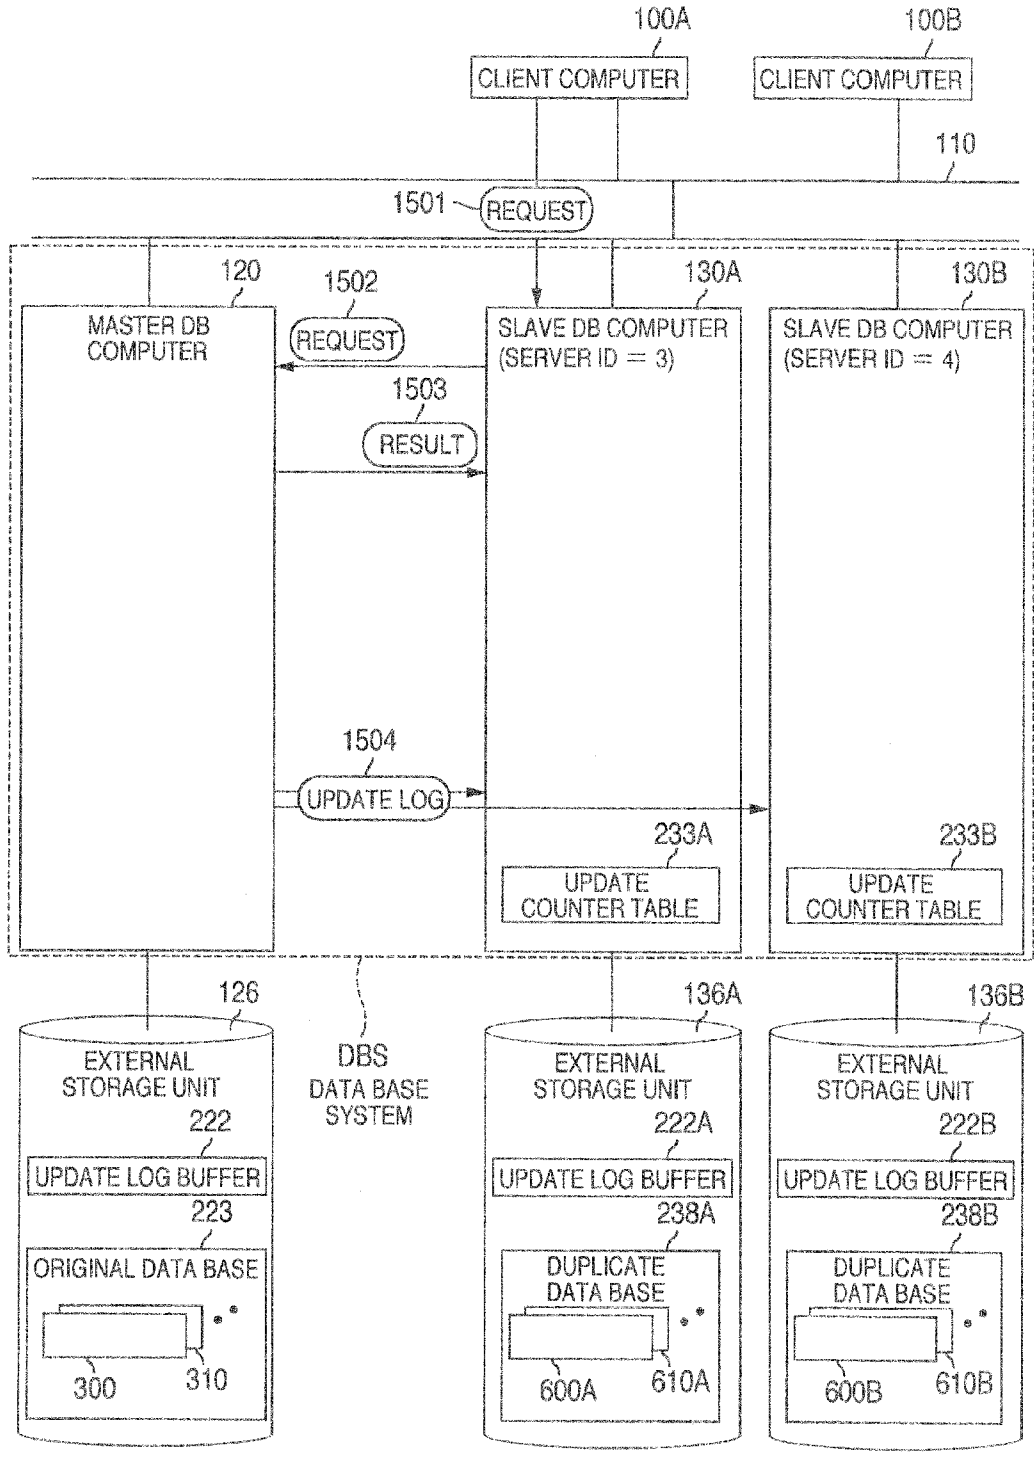 100A
100B
CLIENT COMPUTER
CLIENT COMPUTER
110
1501
REQUEST
120
1502
130A
130B
MASTER DB
COMPUTER
REQUEST
SLAVE DB COMPUTER
(SERVER ID = 3)
SLAVE DB COMPUTER
(SERVER ID = 4)
1503
RESULT
1504
UPDATE LOG
233A
233B
UPDATE
COUNTER TABLE
UPDATE
COUNTER TABLE
126
136A
136B
EXTERNAL
STORAGE UNIT
DBS
DATA BASE
SYSTEM
EXTERNAL
STORAGE UNIT
EXTERNAL
STORAGE UNIT
222
222A
222B
UPDATE LOG BUFFER
UPDATE LOG BUFFER
UPDATE LOG BUFFER
223
238A
238B
ORIGINAL DATA BASE
DUPLICATE
DATA BASE
DUPLICATE
DATA BASE
300
310
600A
610A
600B
610B